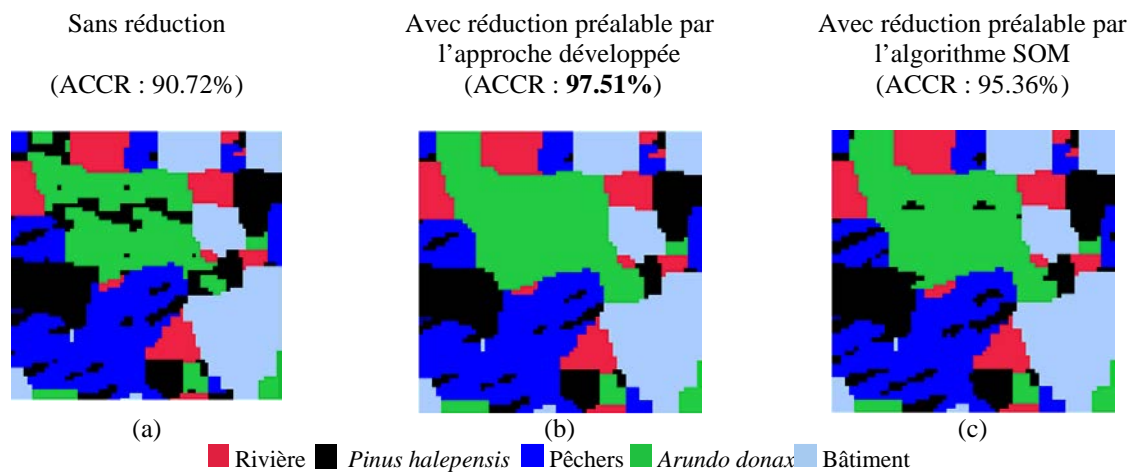 Sans réduction
(ACCR : 90.72%)
Avec réduction préalable par
l'approche développée
(ACCR : 97.51%)
Avec réduction préalable par
l'algorithme SOM
(ACCR : 95.36%)
(a)
(b)
(c)
Rivière Pinus halepensis Pêchers Arundo donax Bâtiment